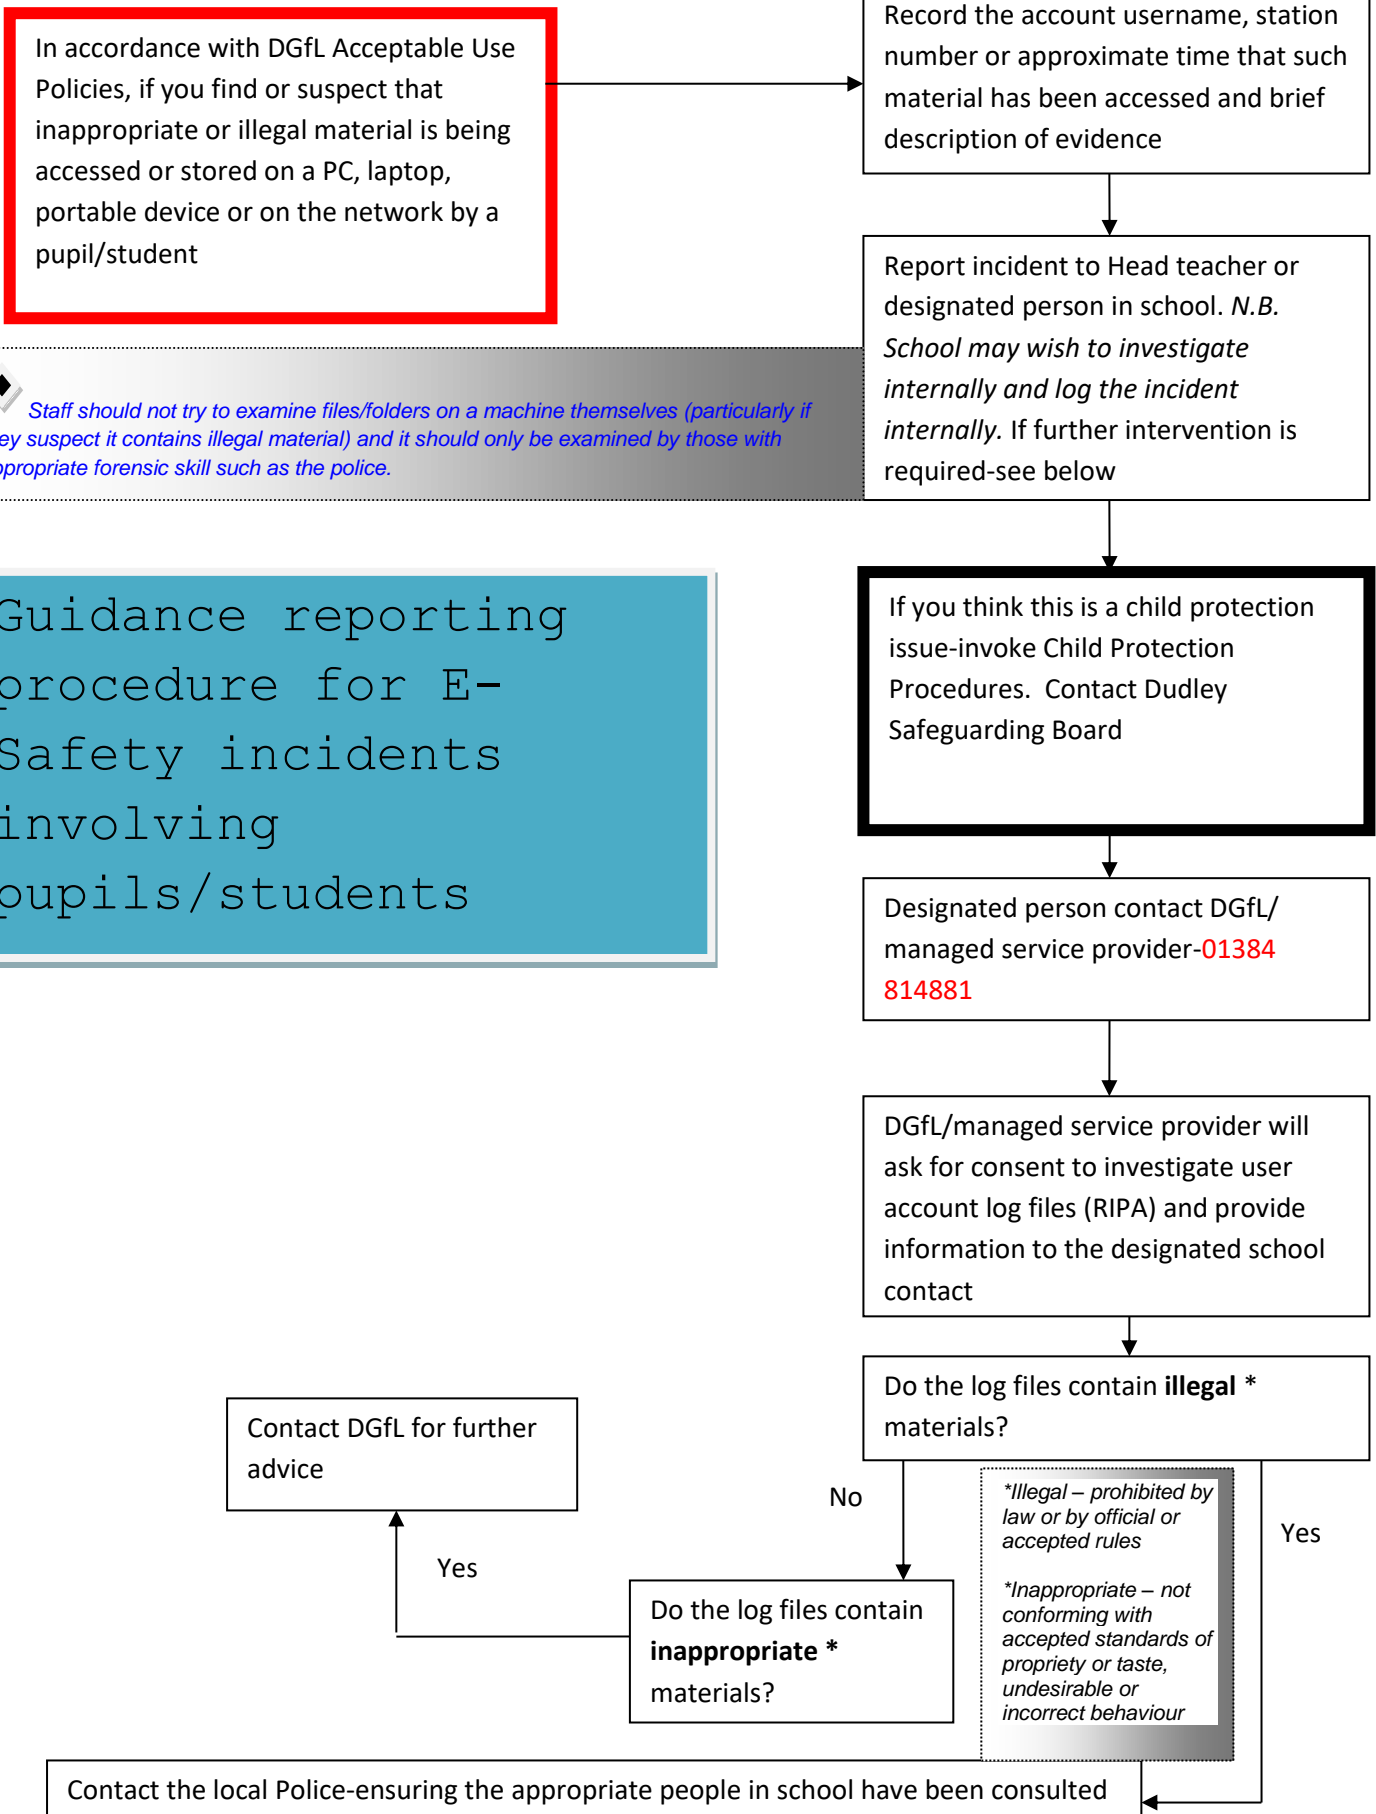 In accordance with DGfL Acceptable Use
Policies, if you find or suspect that
inappropriate or illegal material is being
accessed or stored on a PC, laptop,
portable device or on the network by a
pupil/student
Record the account username, station
number or approximate time that such
material has been accessed and brief
description of evidence
Report incident to Head teacher or
designated person in school. N.B.
School may wish to investigate
internally and log the incident
internally. If further intervention is
required-see below
Staff should not try to examine files/folders on a machine themselves (particularly if
ey suspect it contains illegal material) and it should only be examined by those with
ppropriate forensic skill such as the police.
Guidance reporting
procedure for E-
Safety incidents
involving
pupils/students
If you think this is a child protection
issue-invoke Child Protection
Procedures.  Contact Dudley
Safeguarding Board
Designated person contact DGfL/
managed service provider-01384
814881
DGfL/managed service provider will
ask for consent to investigate user
account log files (RIPA) and provide
information to the designated school
contact
Do the log files contain illegal *
materials?
Contact DGfL for further
advice
No
Yes
Yes
*Illegal – prohibited by
law or by official or
accepted rules
*Inappropriate – not
conforming with
accepted standards of
propriety or taste,
undesirable or
incorrect behaviour
Do the log files contain
inappropriate *
materials?
Contact the local Police-ensuring the appropriate people in school have been consulted